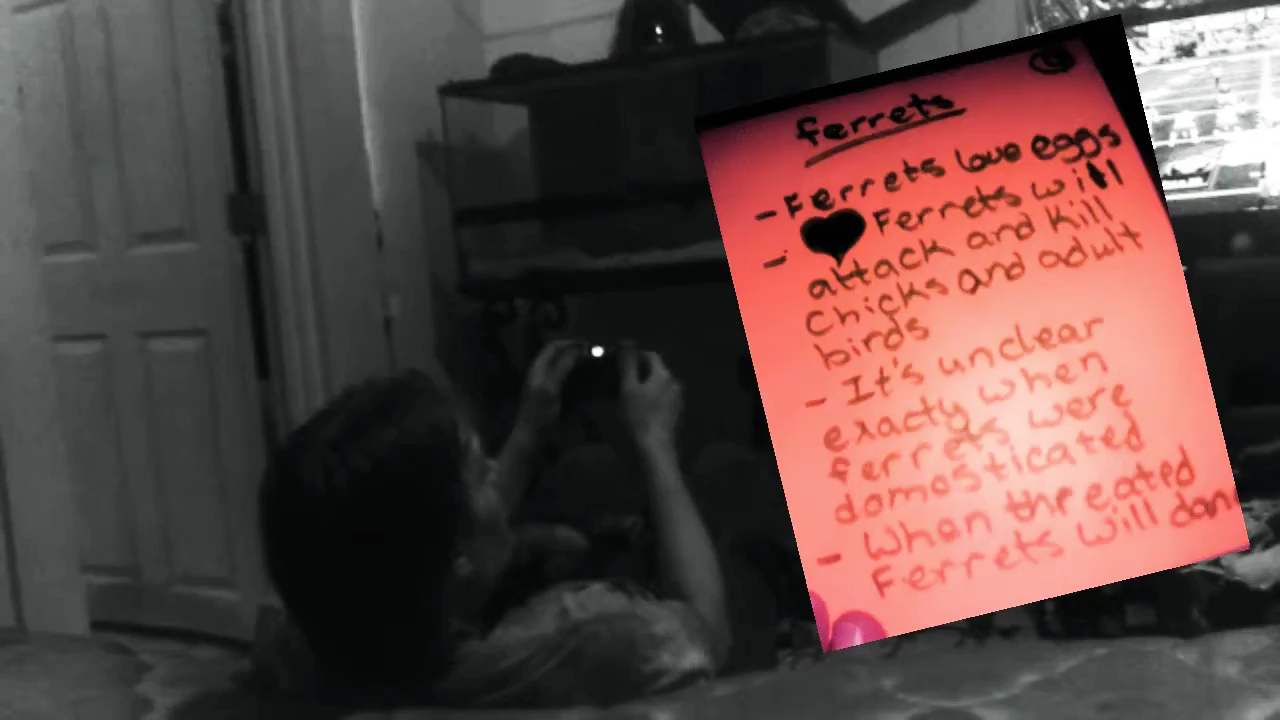 ferrets
- Ferrets love eggs
- Ferrets will
attack and Kill
Chicks and adult
birds
- It's unclear
exacty when
ferrets were
domosticated
- When threated
Ferrets will danc